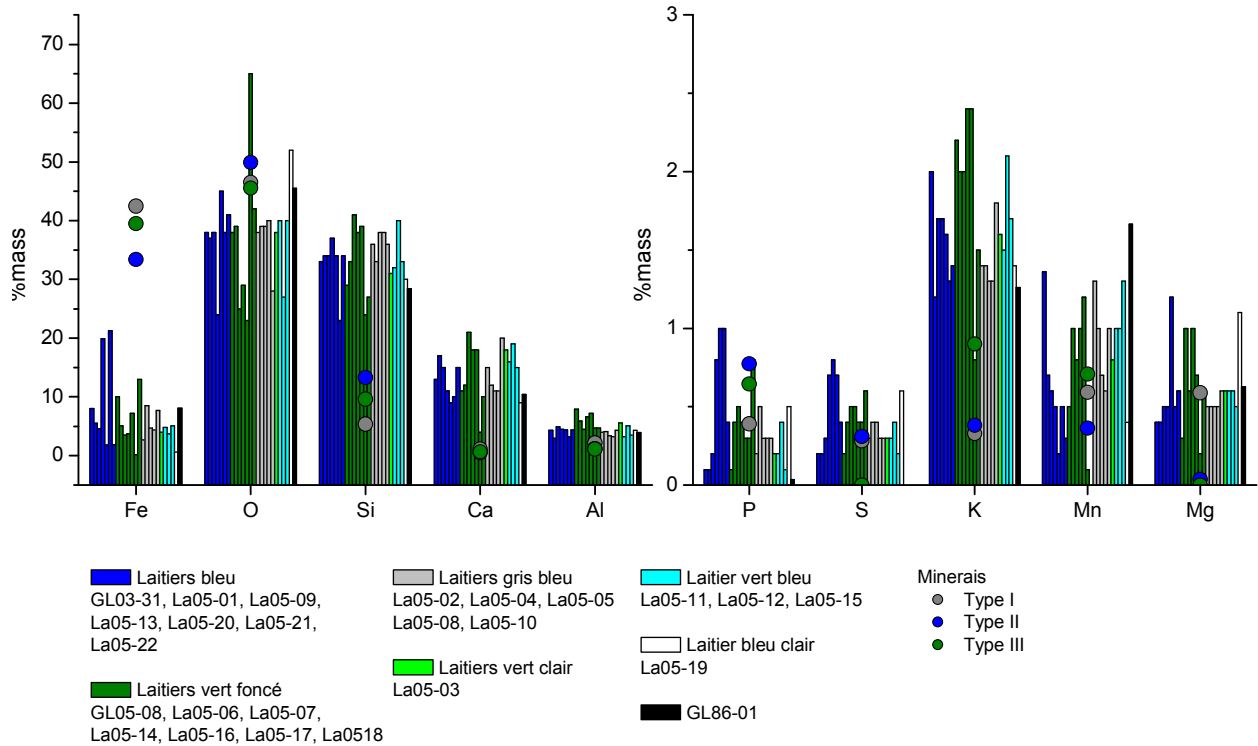 %mass
70
60
50
40
30
20
10
0
Fe
O
Si
Ca
Al
%mass
3
2
1
0
P
S
K
Mn
Mg
Laitiers bleu
GL03-31, La05-01, La05-09,
La05-13, La05-20, La05-21,
La05-22
Laitiers vert foncé
GL05-08, La05-06, La05-07,
La05-14, La05-16, La05-17, La0518
Laitiers gris bleu
La05-02, La05-04, La05-05
La05-08, La05-10
Laitiers vert clair
La05-03
Laitier vert bleu
La05-11, La05-12, La05-15
Laitier bleu clair
La05-19
GL86-01
Minerais
Type I
Type II
Type III